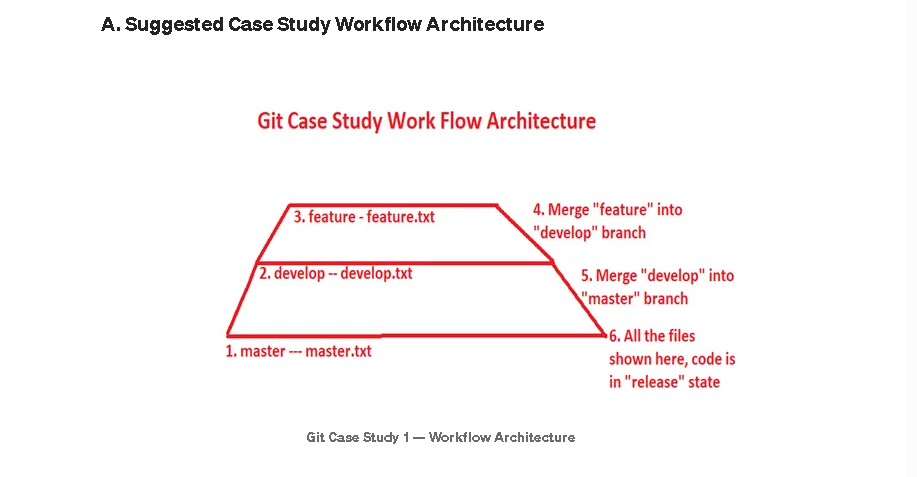 A. Suggested Case Study Workflow Architecture
Git Case Study Work Flow Architecture
3. feature - feature.txt
4. Merge "feature" into
"develop" branch
2. develop -- develop.txt
5. Merge "develop" into
"master" branch
1. master --- master.txt
6. All the files
shown here, code is
in "release" state
Git Case Study 1 — Workflow Architecture